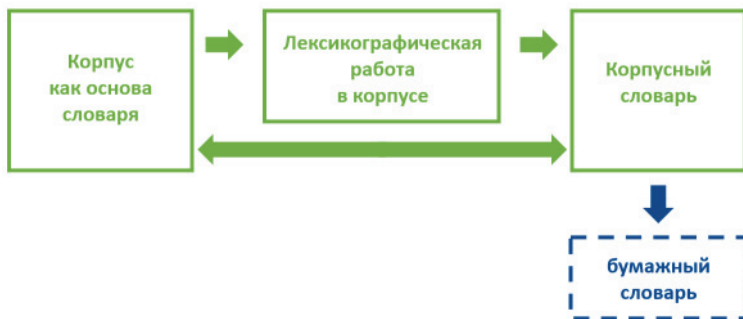 Корпус
как основа
словаря
Лексикографическая
работа
в корпусе
Корпусный
словарь
бумажный
словарь